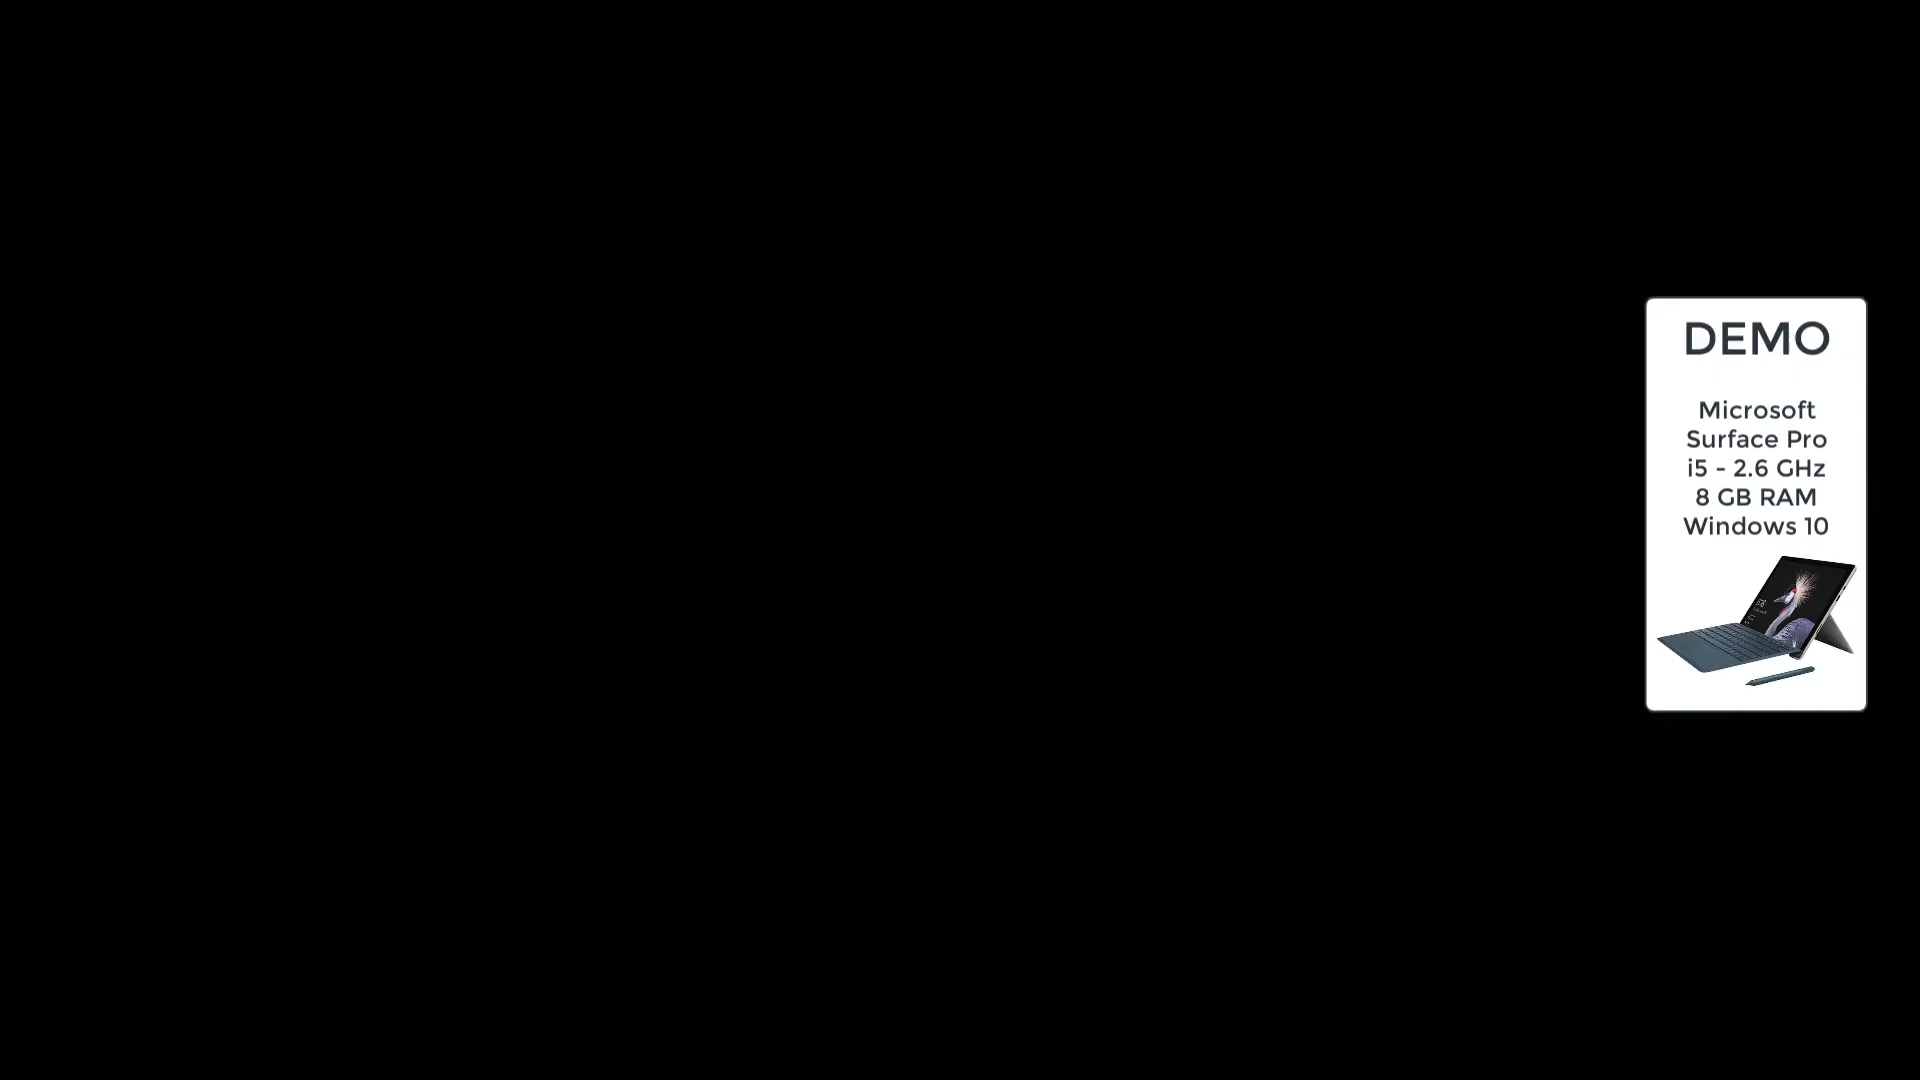 DEMO
Microsoft
Surface Pro
i5 - 2.6 GHz
8 GB RAM
Windows 10